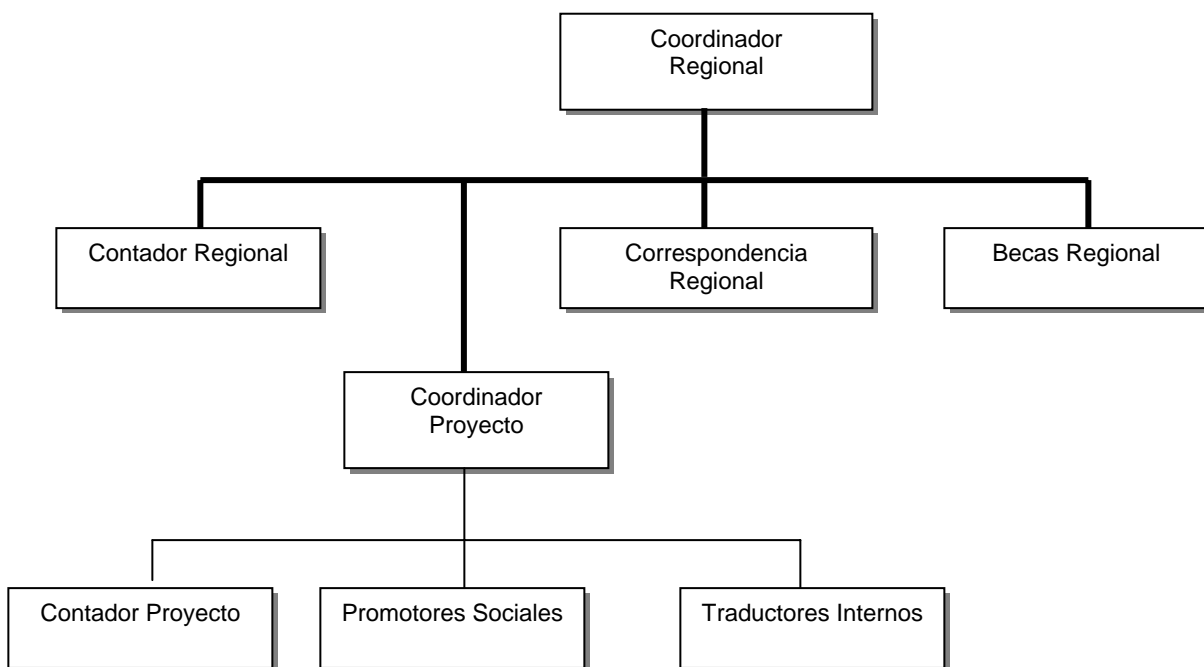 Coordinador
Regional
Contador Regional
Correspondencia
Regional
Becas Regional
Coordinador
Proyecto
Contador Proyecto
Promotores Sociales
Traductores Internos